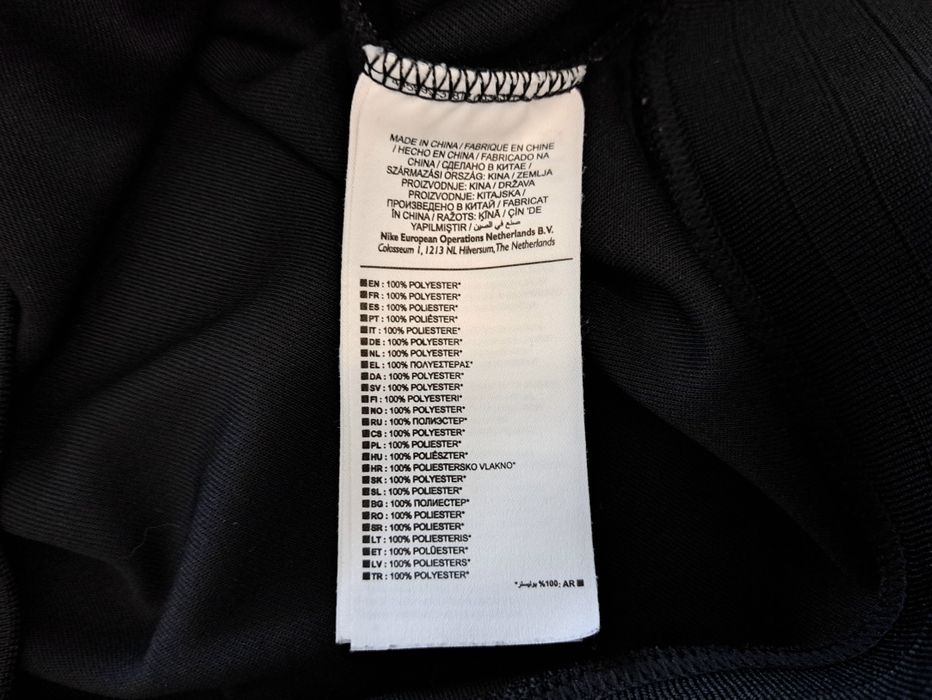 MADE IN CHINA / FABRIQUÉ EN CHINE
/ HECHO EN CHINA / FABRICADO NA
CHINA / СДЕЛАНО В КИТАЕ /
SZÁRMAZÁSI ORSZÁG: KINA / ZEMLJA
PROIZVODNJE: KINA / DRŽAVA
PROIZVODNJE: KITAJSKA /
ПРОИЗВЕДЕНО В КИТАЙ / FABRICAT
ÎN CHINA / RAŽOTS: ĶĪNĀ / ÇİN 'DE
YAPILMIŞTIR / صنع في الصين
Nike European Operations Netherlands B.V.
Colosseum 1, 1213 NL Hilversum, The Netherlands
EN : 100% POLYESTER*
FR : 100% POLYESTER*
ES : 100% POLIESTER*
PT : 100% POLIÉSTER*
IT : 100% POLIESTERE*
DE : 100% POLYESTER*
NL : 100% POLYESTER*
EL : 100% ΠΟΛΥΕΣΤΕΡΑΣ*
DA : 100% POLYESTER*
SV : 100% POLYESTER*
FI : 100% POLYESTERI*
NO : 100% POLYESTER*
RU : 100% ПОЛИЭСТЕР*
CS : 100% POLYESTER*
PL : 100% POLIESTER*
HU : 100% POLIÉSZTER*
HR : 100% POLIESTERSKO VLAKNO*
SK : 100% POLYESTER*
SL : 100% POLIESTER*
BG : 100% ПОЛИЕСТЕР*
RO : 100% POLIESTER*
SR : 100% POLIESTER*
LT : 100% POLIESTERIS*
ET : 100% POLÜESTER*
LV : 100% POLIESTERS*
TR : 100% POLYESTER*
AR :100% بوليستر*